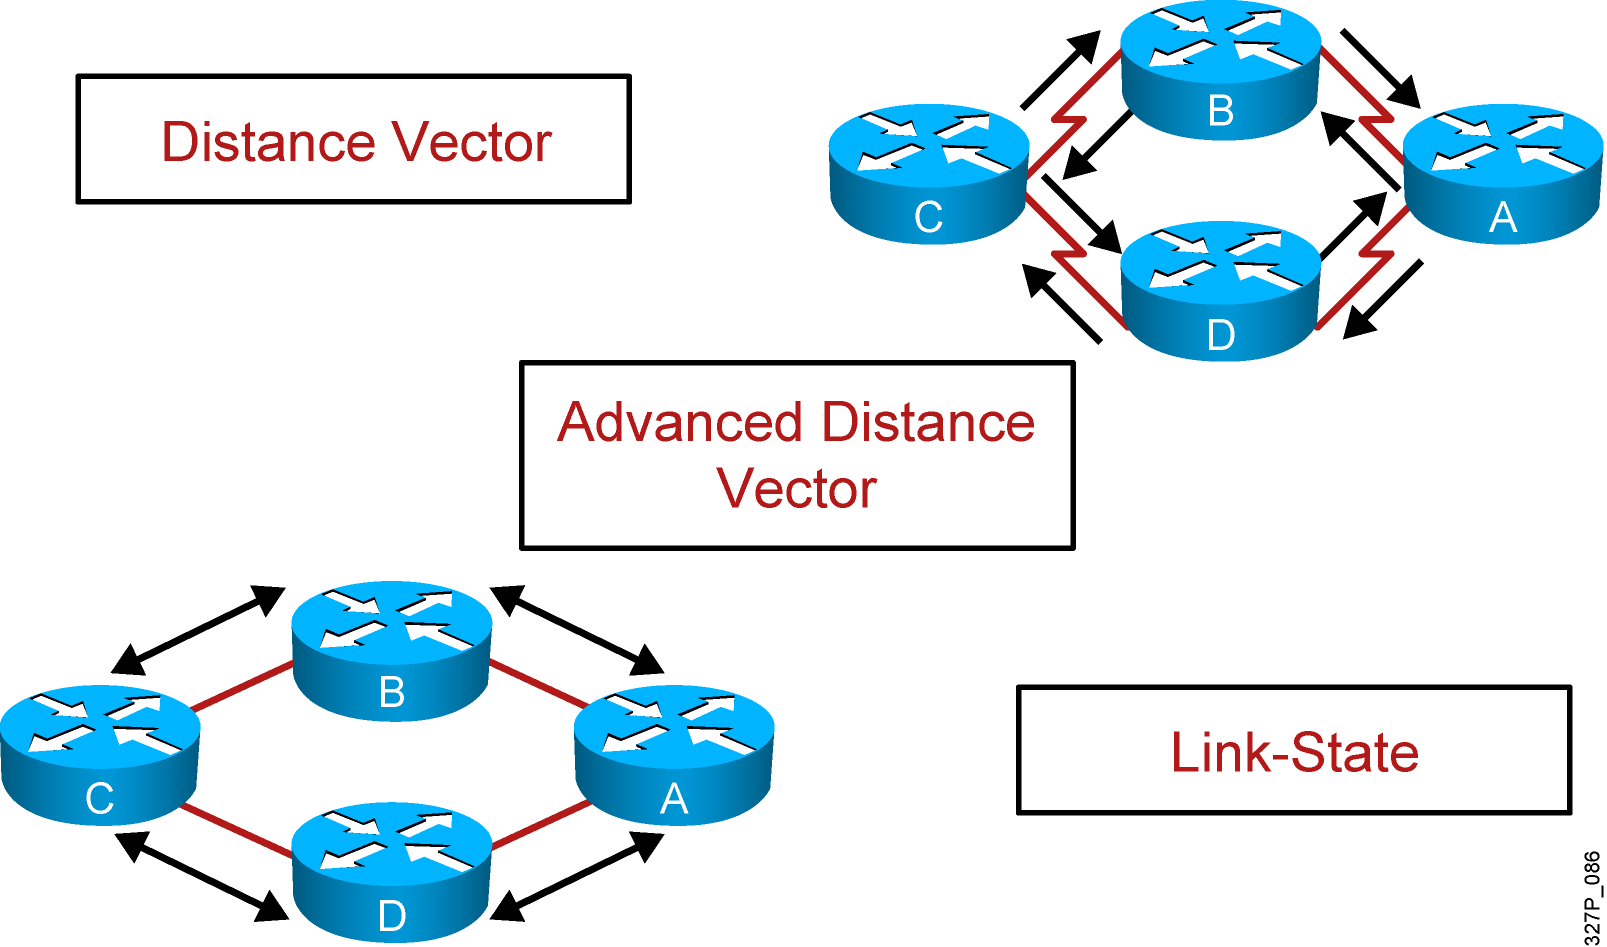 Distance Vector
B
C
A
D
Advanced Distance
Vector
B
C
A
D
Link-State
327P_086